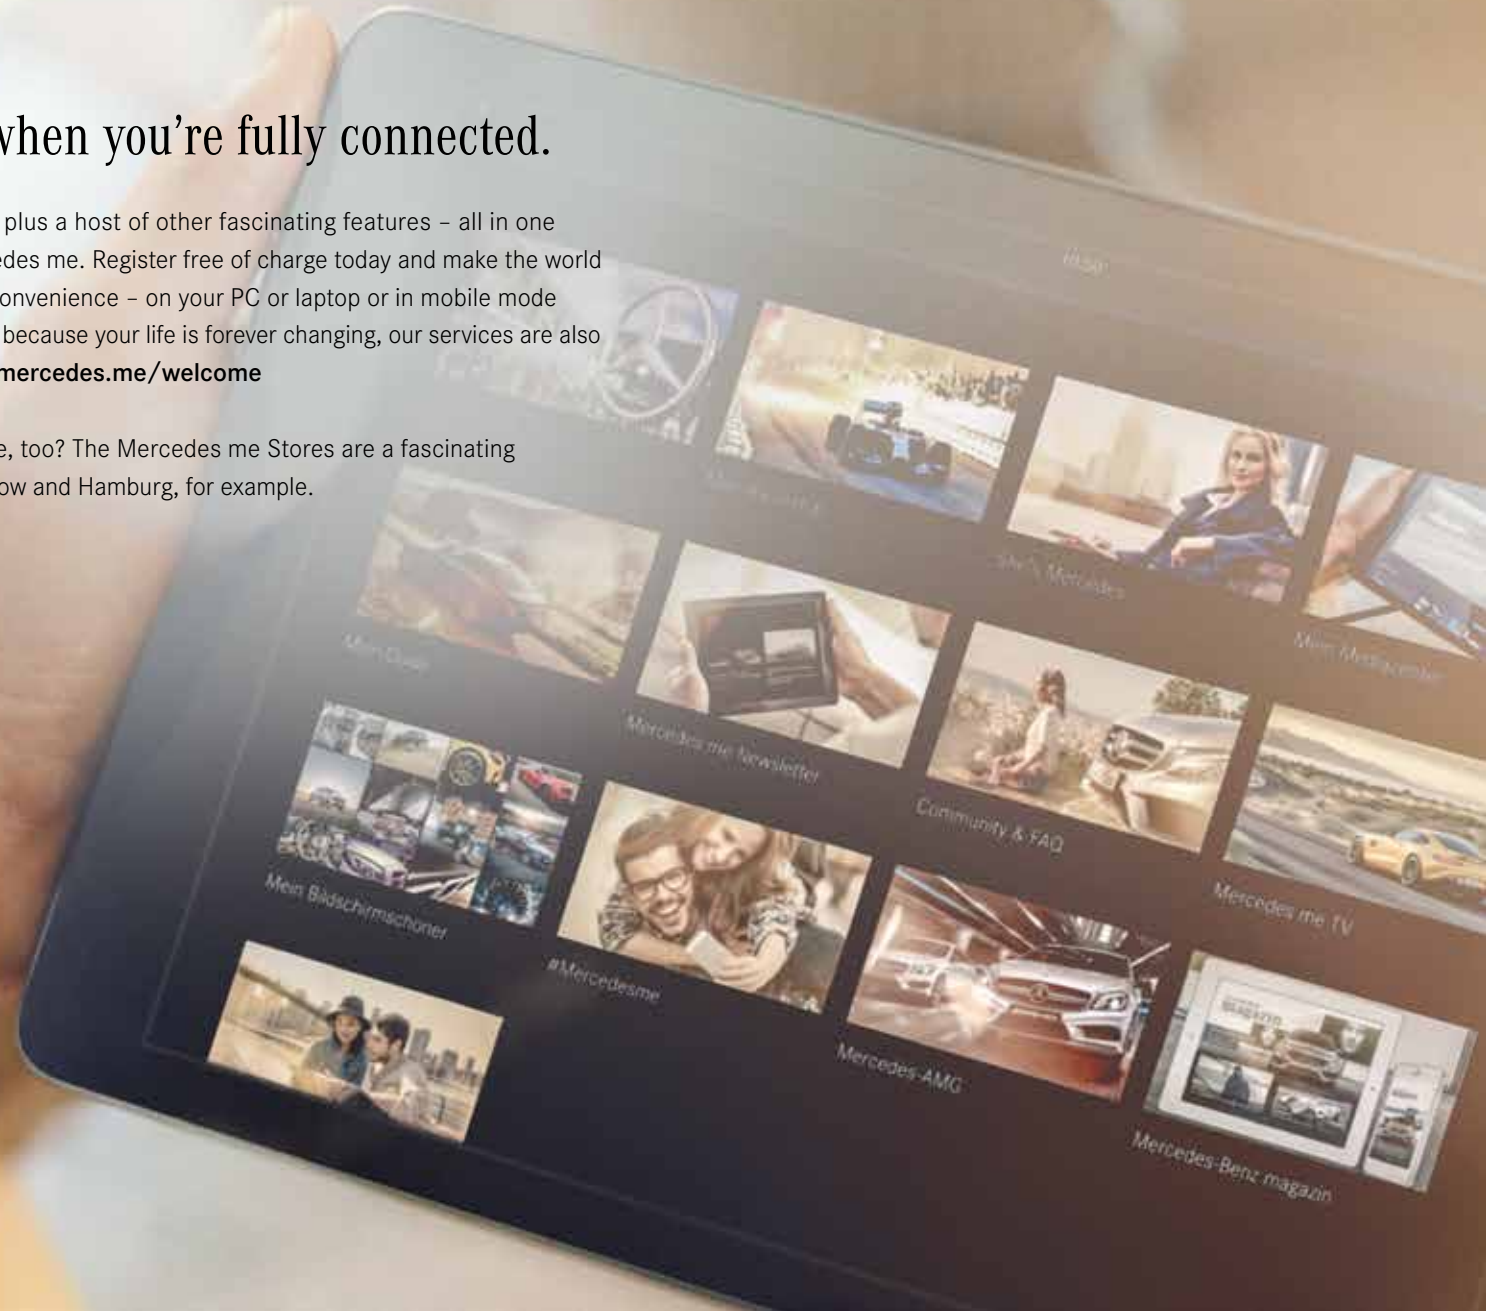 when you're fully connected.
plus a host of other fascinating features – all in one
edes me. Register free of charge today and make the world
onvenience – on your PC or laptop or in mobile mode
because your life is forever changing, our services are also
mercedes.me/welcome
e, too? The Mercedes me Stores are a fascinating
ow and Hamburg, for example.
She's Mercedes
Mein Mediacenter
Mercedes me Newsletter
Community & FAQ
Mercedes me TV
Mein Bildschirmschoner
#Mercedesme
Mercedes-AMG
Mercedes-Benz magazin